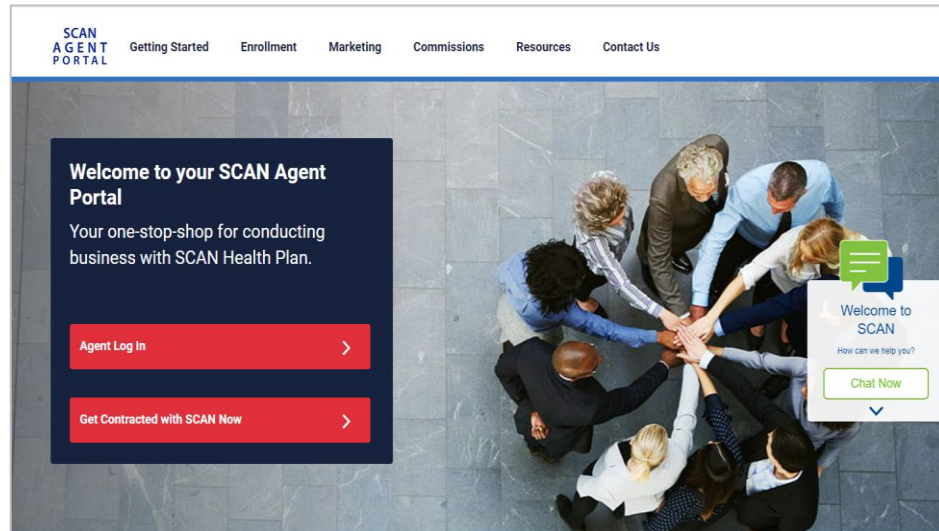 SCAN
AGENT
PORTAL
Getting Started
Enrollment
Marketing
Commissions
Resources
Contact Us
Welcome to your SCAN Agent
Portal
Your one-stop-shop for conducting
business with SCAN Health Plan.
Agent Log In
Get Contracted with SCAN Now
Welcome to
SCAN
How can we help you?
Chat Now